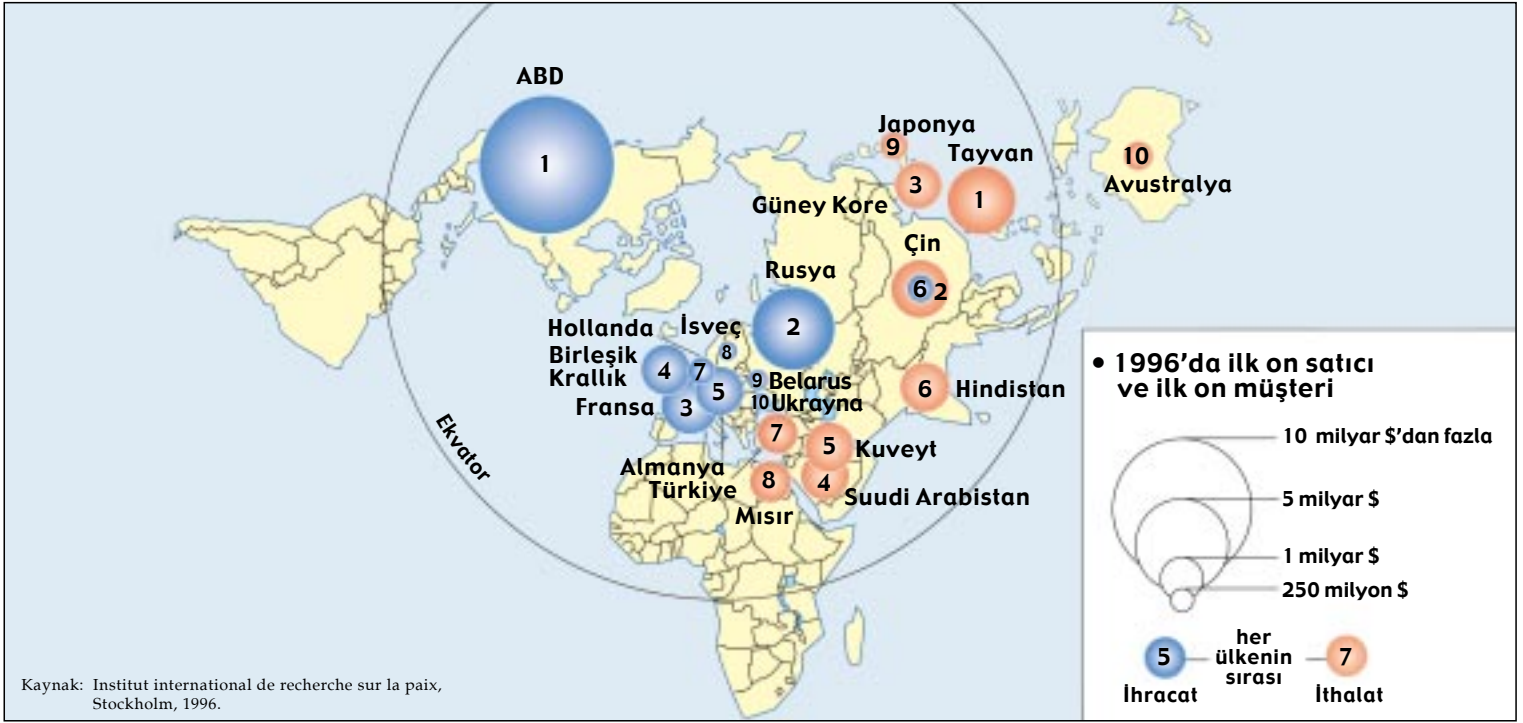 ABD
1
Japonya
9
Tayvan
3
1
Güney Kore
10
Avustralya
Çin
6 2
Rusya
2
Hollanda
İsveç
8
Birleşik
Krallık
4
7
5
9 Belarus
10 Ukrayna
Fransa
3
6
Hindistan
Ekvator
7
5
Kuveyt
Almanya
Türkiye
8
4
Suudi Arabistan
Mısır
• 1996'da ilk on satıcı
ve ilk on müşteri
10 milyar $'dan fazla
5 milyar $
1 milyar $
250 milyon $
5
her
ülkenin
sırası
7
İhracat
İthalat
Kaynak: Institut international de recherche sur la paix,
Stockholm, 1996.